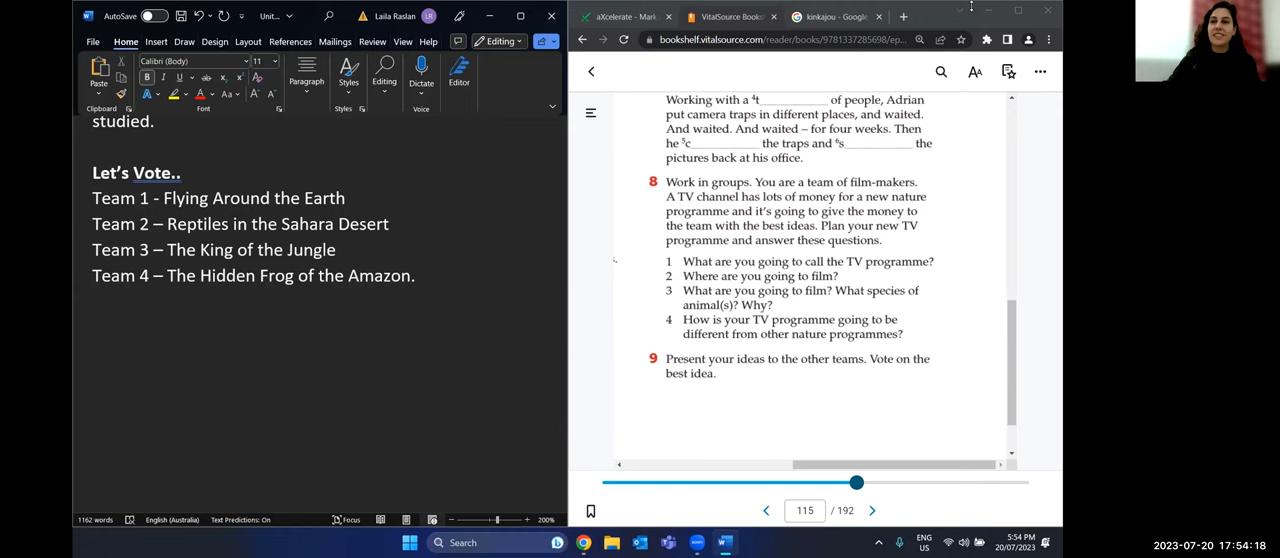 AutoSave
Off
Unit...
Laila Raslan
LR
File
Home
Insert
Draw
Design
Layout
References
Mailings
Editing
Calibri (Body)
11
Paste
Paragraph
Styles
Editing
Dictate
Editor
Clipboard
Font
Styles
Voice
studied.
Let's Vote..
Team 1 - Flying Around the Earth
Team 2 – Reptiles in the Sahara Desert
Team 3 – The King of the Jungle
Team 4 – The Hidden Frog of the Amazon.
1162 words
English (Australia)
Text Predictions: On
Focus
200%
aXcelerate - Mark
VitalSource Books
kinkajou - Google
bookshelf.vitalsource.com/reader/books/9781337285698/ep...
Working with a ⁴t__________ of people, Adrian
put camera traps in different places, and waited.
And waited. And waited – for four weeks. Then
he ⁵c__________ the traps and ⁶s__________ the
pictures back at his office.
8 Work in groups. You are a team of film-makers.
A TV channel has lots of money for a new nature
programme and it's going to give the money to
the team with the best ideas. Plan your new TV
programme and answer these questions.
1 What are you going to call the TV programme?
2 Where are you going to film?
3 What are you going to film? What species of
animal(s)? Why?
4 How is your TV programme going to be
different from other nature programmes?
9 Present your ideas to the other teams. Vote on the
best idea.
115 / 192
Search
ENG
US
5:54 PM
20/07/2023
2023-07-20 17:54:18